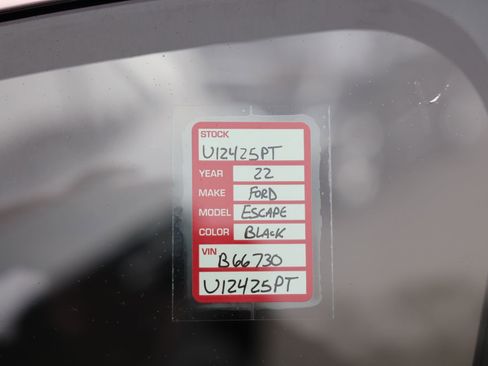 STOCK
U12425PT
YEAR 22
MAKE FORD
MODEL ESCAPE
COLOR BLACK
VIN B66730
U12425PT